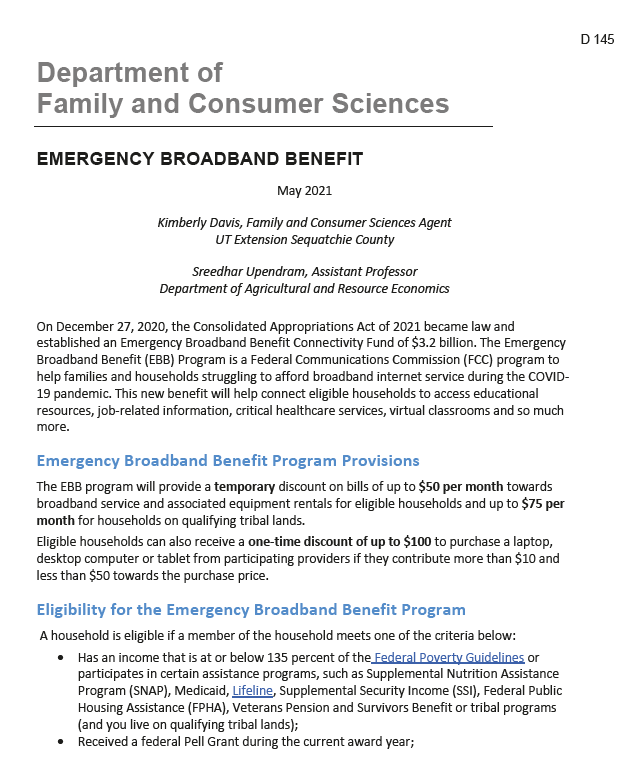 D 145
Department of
Family and Consumer Sciences
EMERGENCY BROADBAND BENEFIT
May 2021
Kimberly Davis, Family and Consumer Sciences Agent
UT Extension Sequatchie County
Sreedhar Upendram, Assistant Professor
Department of Agricultural and Resource Economics
On December 27, 2020, the Consolidated Appropriations Act of 2021 became law and
established an Emergency Broadband Benefit Connectivity Fund of $3.2 billion. The Emergency
Broadband Benefit (EBB) Program is a Federal Communications Commission (FCC) program to
help families and households struggling to afford broadband internet service during the COVID-
19 pandemic. This new benefit will help connect eligible households to access educational
resources, job-related information, critical healthcare services, virtual classrooms and so much
more.
Emergency Broadband Benefit Program Provisions
The EBB program will provide a temporary discount on bills of up to $50 per month towards
broadband service and associated equipment rentals for eligible households and up to $75 per
month for households on qualifying tribal lands.
Eligible households can also receive a one-time discount of up to $100 to purchase a laptop,
desktop computer or tablet from participating providers if they contribute more than $10 and
less than $50 towards the purchase price.
Eligibility for the Emergency Broadband Benefit Program
A household is eligible if a member of the household meets one of the criteria below:
• Has an income that is at or below 135 percent of the Federal Poverty Guidelines or
participates in certain assistance programs, such as Supplemental Nutrition Assistance
Program (SNAP), Medicaid, Lifeline, Supplemental Security Income (SSI), Federal Public
Housing Assistance (FPHA), Veterans Pension and Survivors Benefit or tribal programs
(and you live on qualifying tribal lands);
• Received a federal Pell Grant during the current award year;